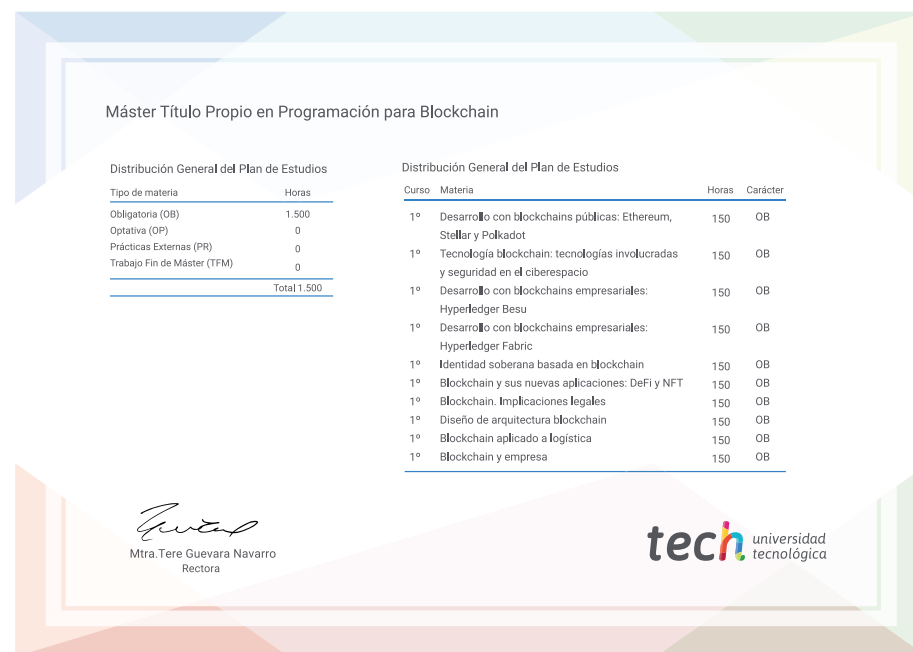 Máster Título Propio en Programación para Blockchain
Distribución General del Plan de Estudios
Tipo de materia Horas
Obligatoria (OB) 1.500
Optativa (OP) 0
Prácticas Externas (PR) 0
Trabajo Fin de Máster (TFM) 0
Total 1.500
Distribución General del Plan de Estudios
Curso Materia Horas Carácter
1º Desarrollo con blockchains públicas: Ethereum, 150 OB
Stellar y Polkadot
1º Tecnología blockchain: tecnologías involucradas 150 OB
y seguridad en el ciberespacio
1º Desarrollo con blockchains empresariales: 150 OB
Hyperledger Besu
1º Desarrollo con blockchains empresariales: 150 OB
Hyperledger Fabric
1º Identidad soberana basada en blockchain 150 OB
1º Blockchain y sus nuevas aplicaciones: DeFi y NFT 150 OB
1º Blockchain. Implicaciones legales 150 OB
1º Diseño de arquitectura blockchain 150 OB
1º Blockchain aplicado a logística 150 OB
1º Blockchain y empresa 150 OB
Mtra.Tere Guevara Navarro
Rectora
tech universidad
tecnológica